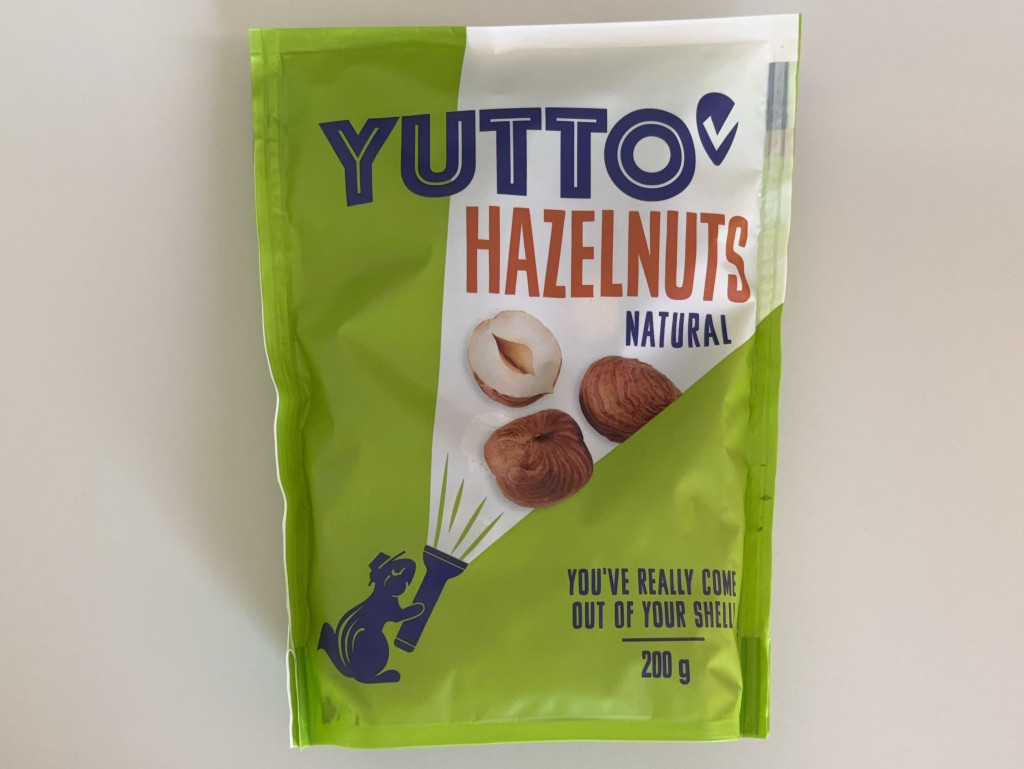 YUTTO
HAZELNUTS
NATURAL
YOU'VE REALLY COME
OUT OF YOUR SHELL!
200 g